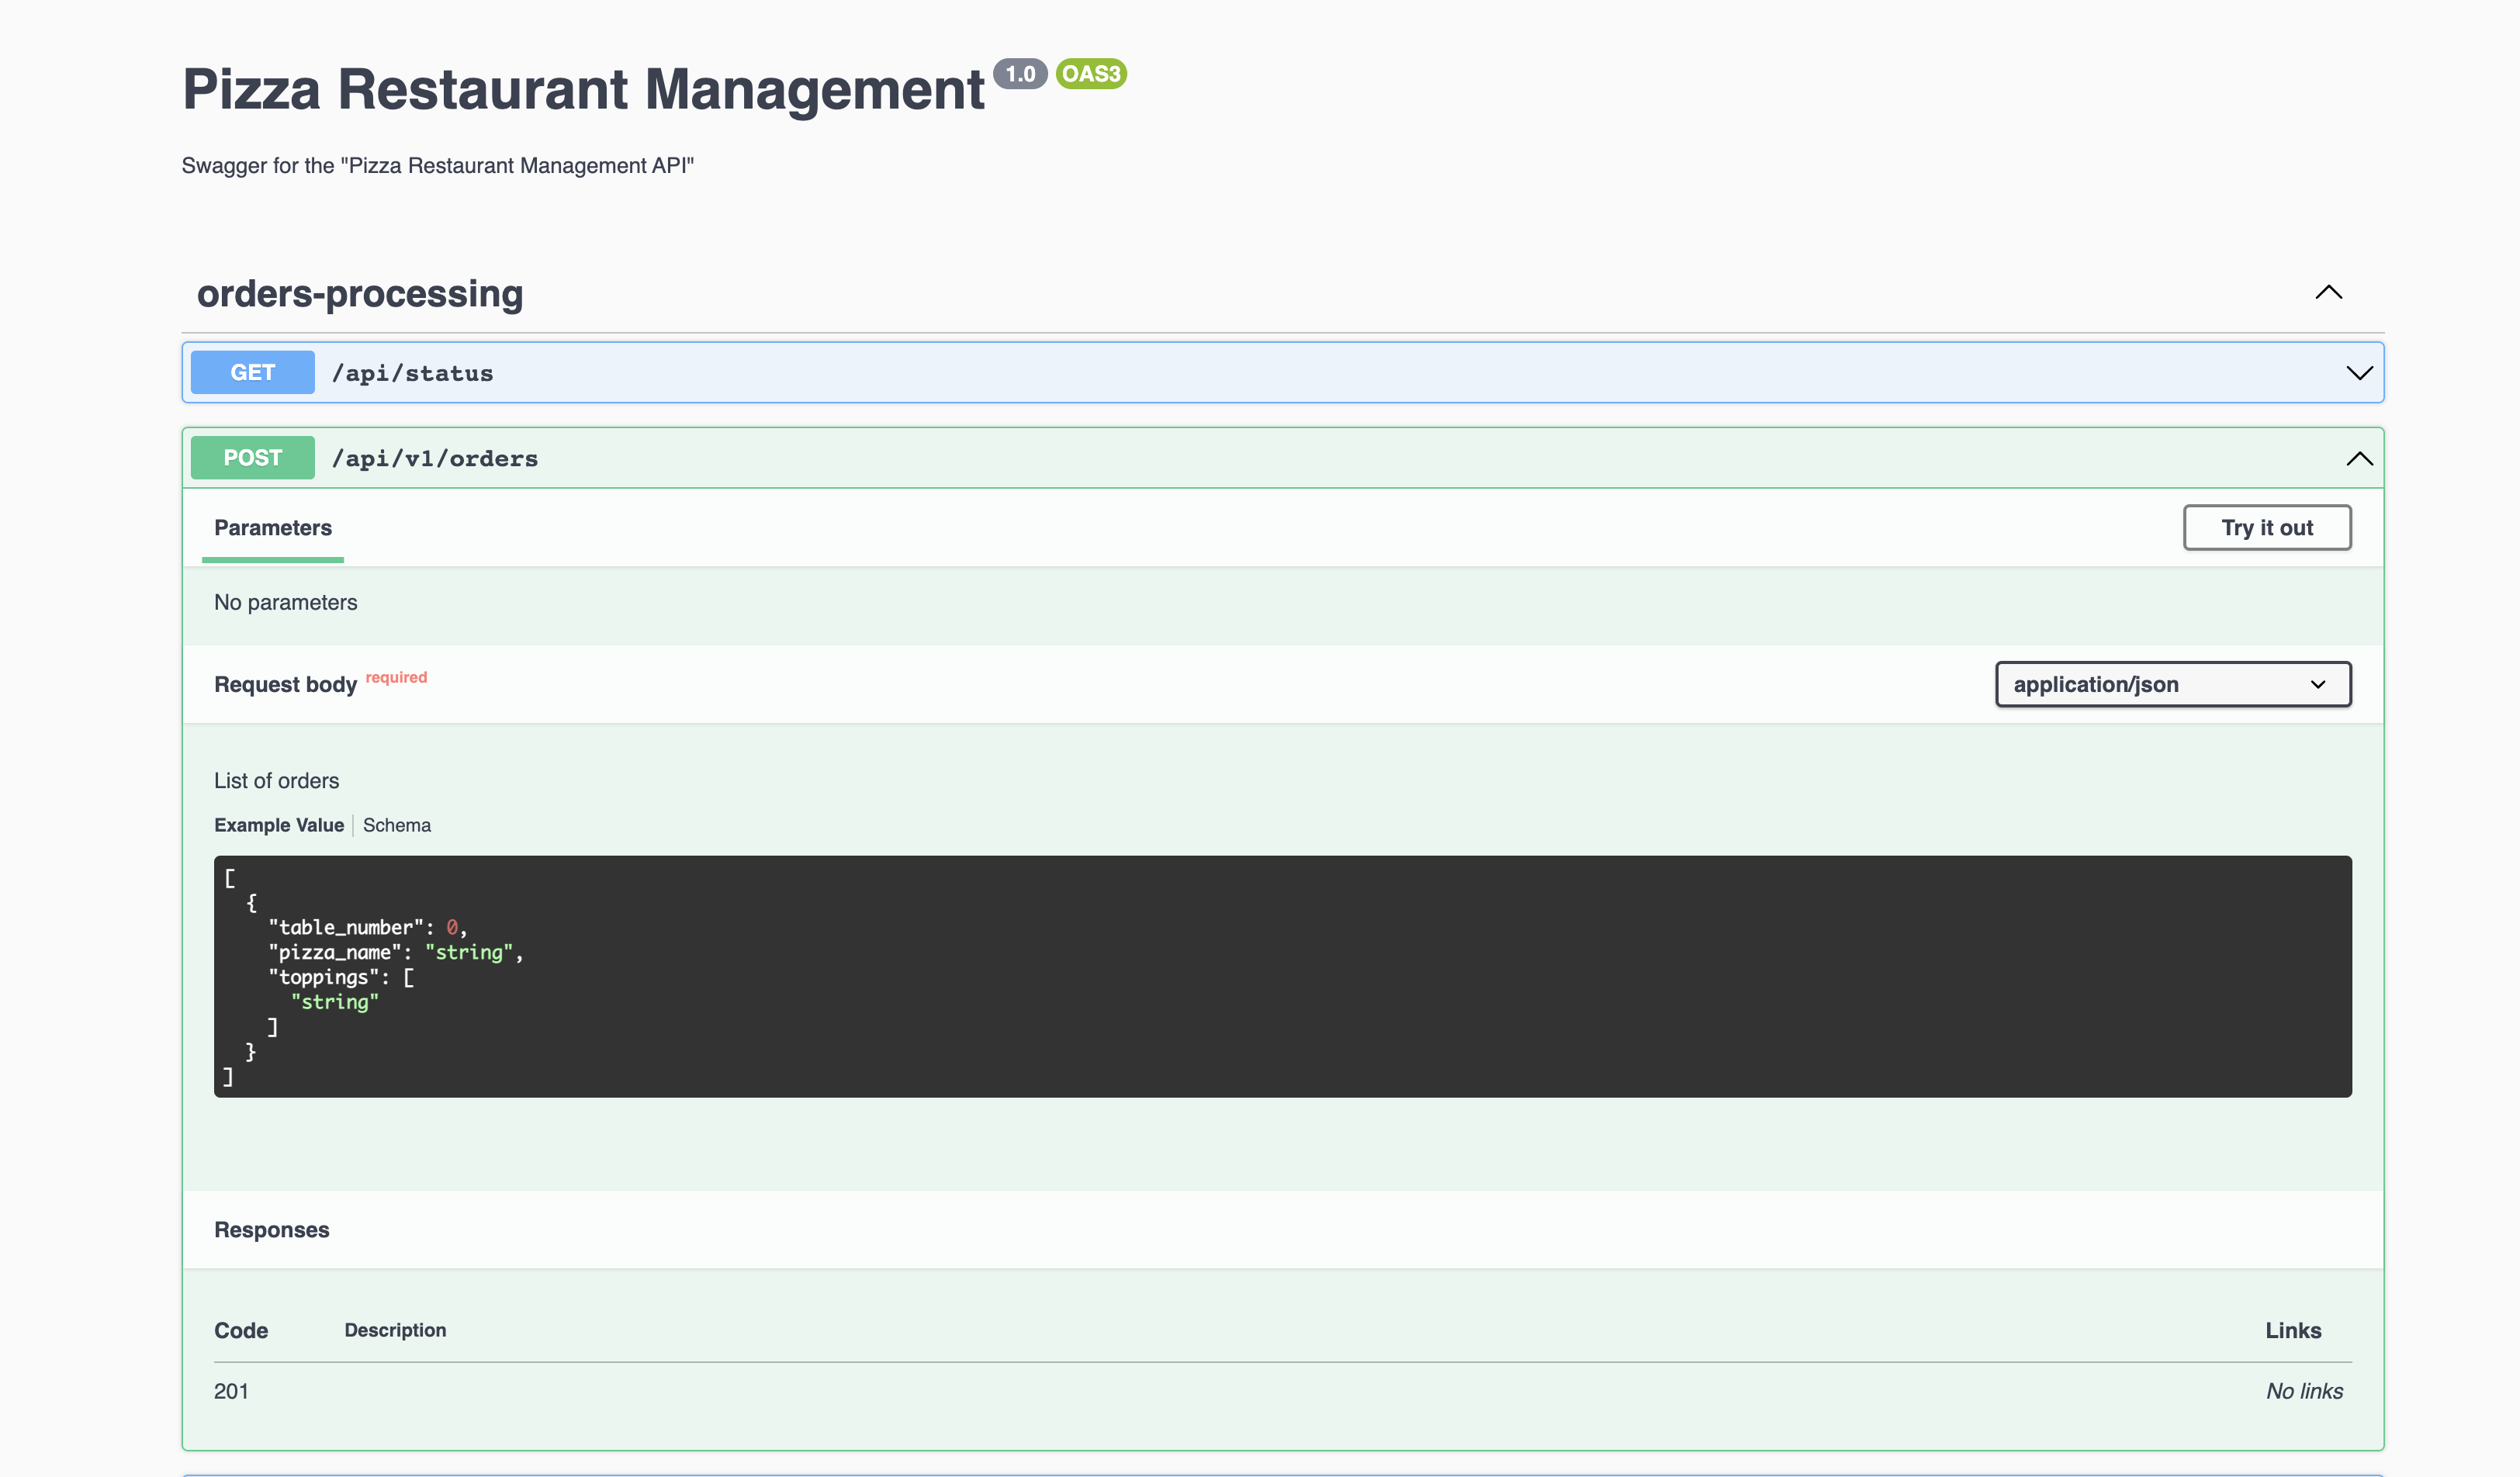 Pizza Restaurant Management 1.0 OAS3
Swagger for the "Pizza Restaurant Management API"
orders-processing
GET /api/status
POST /api/v1/orders
Parameters Try it out
No parameters
Request body required application/json
List of orders
Example Value Schema
[
{
"table_number": 0,
"pizza_name": "string",
"toppings": [
"string"
]
}
]
Responses
Code Description Links
201 No links